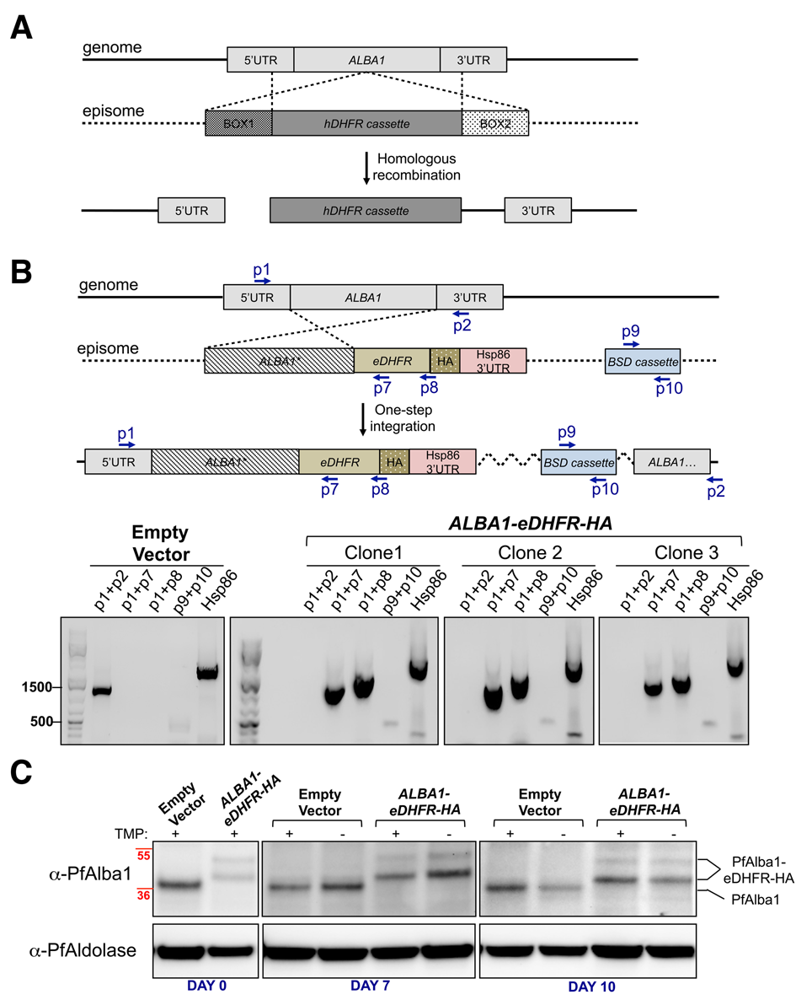 A
genome
5'UTR ALBA1 3'UTR
episome
BOX1 hDHFR cassette BOX2
Homologous
recombination
5'UTR hDHFR cassette 3'UTR
B
p1
genome
5'UTR ALBA1 3'UTR
p2
p9
episome
ALBA1* eDHFR HA Hsp86
3'UTR
BSD cassette
p7 p8 p10
One-step
integration
p1 p9
5'UTR ALBA1* eDHFR HA Hsp86
3'UTR
BSD cassette ALBA1...
p7 p8 p10 p2
Empty
Vector
ALBA1-eDHFR-HA
Clone1 Clone 2 Clone 3
p1+p2 p1+p7 p1+p8 p9+p10 Hsp86 p1+p2 p1+p7 p1+p8 p9+p10 Hsp86 p1+p2 p1+p7 p1+p8 p9+p10 Hsp86 p1+p2 p1+p7 p1+p8 p9+p10 Hsp86
1500
500
C
Empty
Vector
ALBA1-
eDHFR-HA
Empty
Vector
ALBA1-
eDHFR-HA
Empty
Vector
ALBA1-
eDHFR-HA
TMP: + + + - + - + - + -
55
α-PfAlba1
36
PfAlba1-
eDHFR-HA
PfAlba1
α-PfAldolase
DAY 0 DAY 7 DAY 10